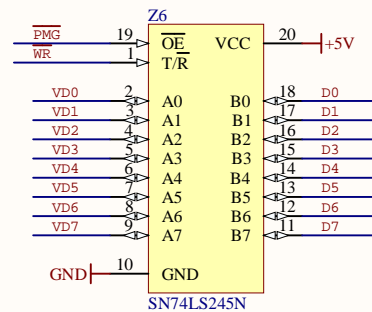 Z6
PMG 19 OE VCC 20 +5V
WR 1 T/R
VD0 2 A0 B0 18 D0
VD1 3 A1 B1 17 D1
VD2 4 A2 B2 16 D2
VD3 5 A3 B3 15 D3
VD4 6 A4 B4 14 D4
VD5 7 A5 B5 13 D5
VD6 8 A6 B6 12 D6
VD7 9 A7 B7 11 D7
GND 10 GND
SN74LS245N